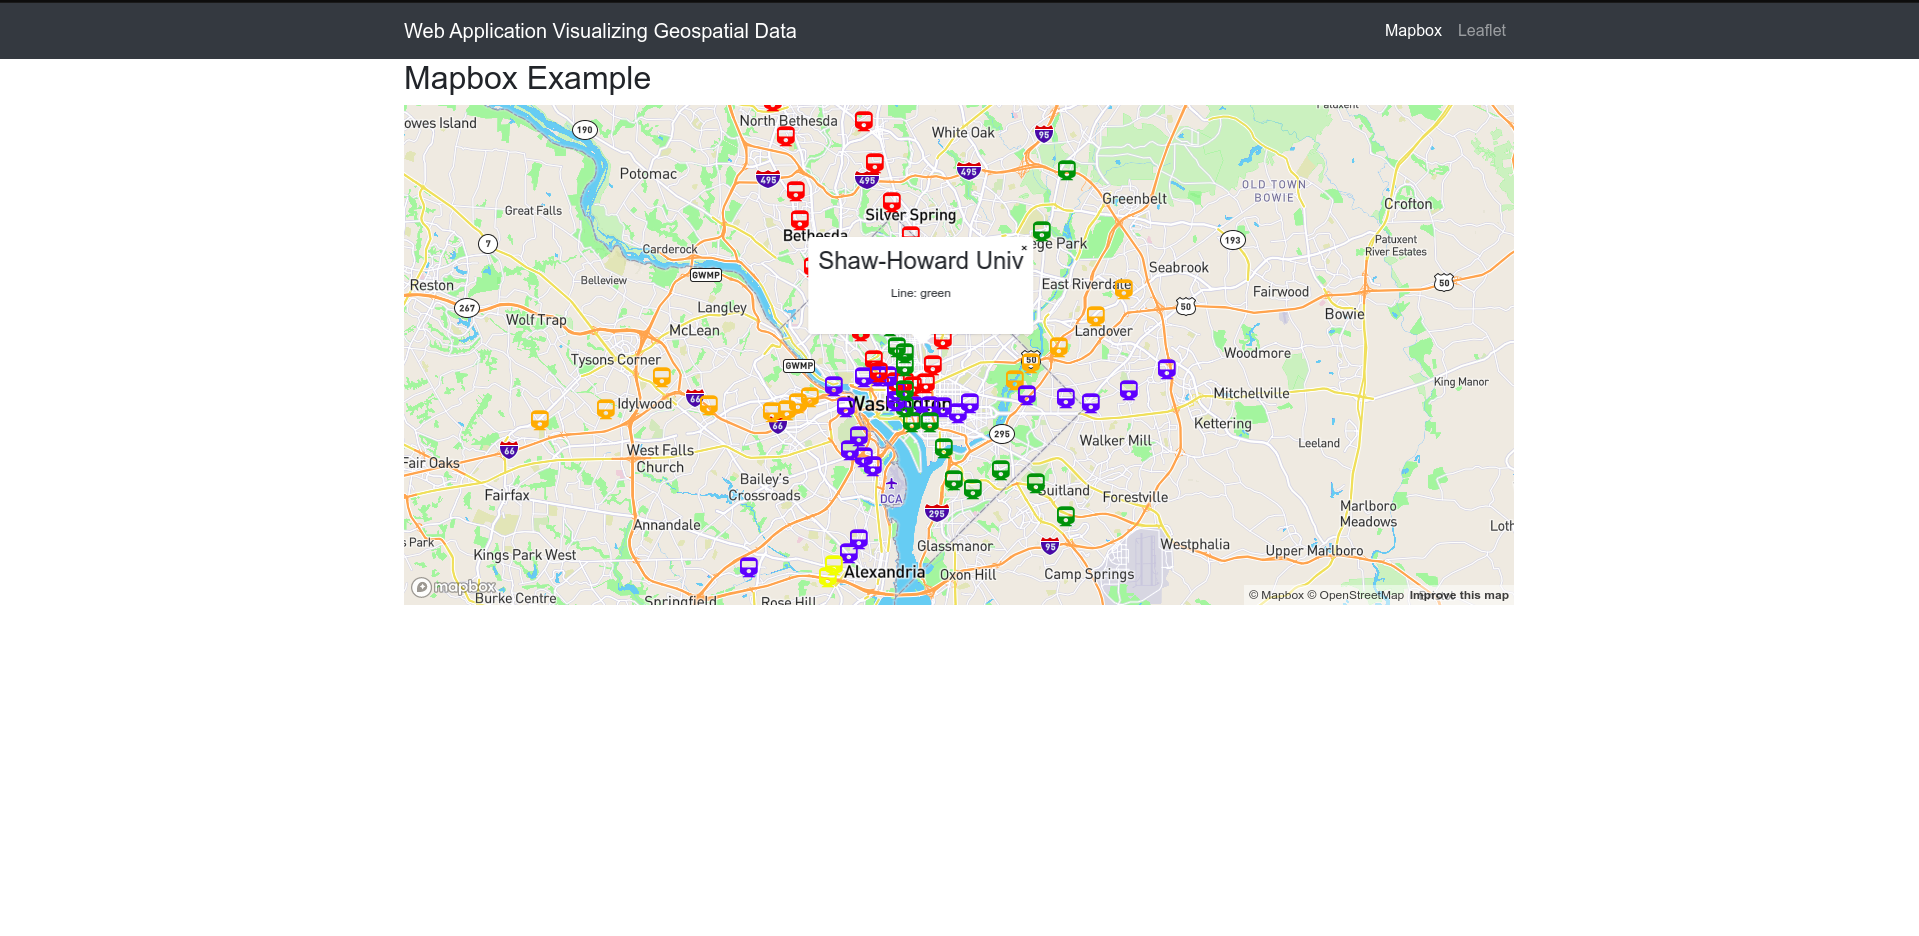 Web Application Visualizing Geospatial Data
Mapbox
Leaflet
Mapbox Example
Patuxent
owes Island
190
North Bethesda
White Oak
95
Potomac
495
495
495
OLD TOWN
BOWIE
Greenbelt
Crofton
Great Falls
Silver Spring
Bethesda
7
193
Patuxent
River Estates
ege Park
Carderock
GWMP
Seabrook
Belleview
Reston
East Riverdale
50
Fairwood
267
Langley
50
Bowie
Wolf Trap
McLean
Landover
Shaw-Howard Univ
×
Line: green
Tysons Corner
GWMP
50
Woodmore
King Manor
Mitchellville
66
Idylwood
Washington
66
Kettering
295
Walker Mill
Leeland
66
West Falls
Church
Fair Oaks
Bailey's
Crossroads
Fairfax
DCA
Suitland
Forestville
Marlboro
Meadows
295
Annandale
Loth
s Park
Kings Park West
Glassmanor
95
Westphalia
Upper Marlboro
Alexandria
Oxon Hill
Camp Springs
mapbox
Burke Centre
Springfield
Rose Hill
© Mapbox © OpenStreetMap Improve this map